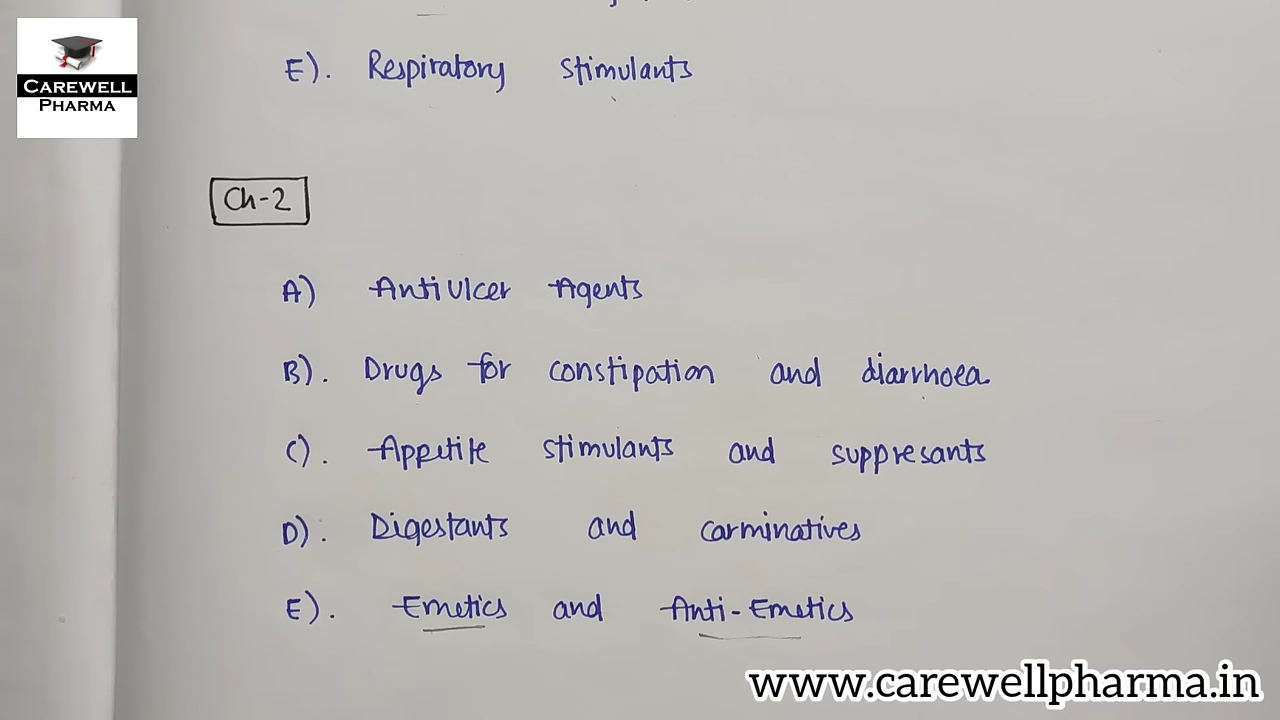 CAREWELL
PHARMA
E). Respiratory stimulants
Ch-2
A) Antiulcer Agents
B). Drugs for constipation and diarrhoea.
C). Appetite stimulants and suppresants
D). Digestants and carminatives
E). Emetics and Anti-Emetics
www.carewellpharma.in